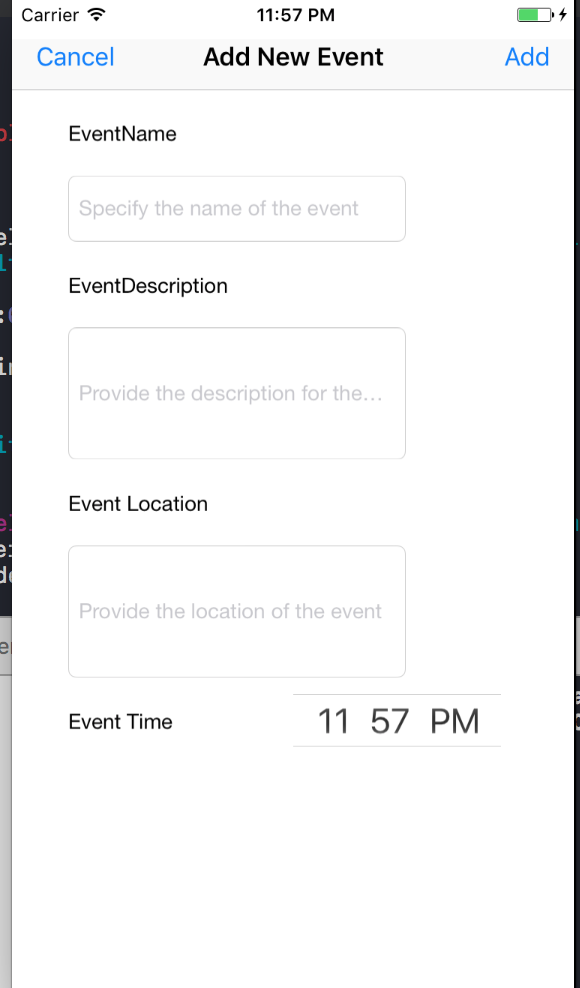 Carrier 11:57 PM
Cancel Add New Event Add
EventName
Specify the name of the event
EventDescription
Provide the description for the...
Event Location
Provide the location of the event
Event Time 11 57 PM